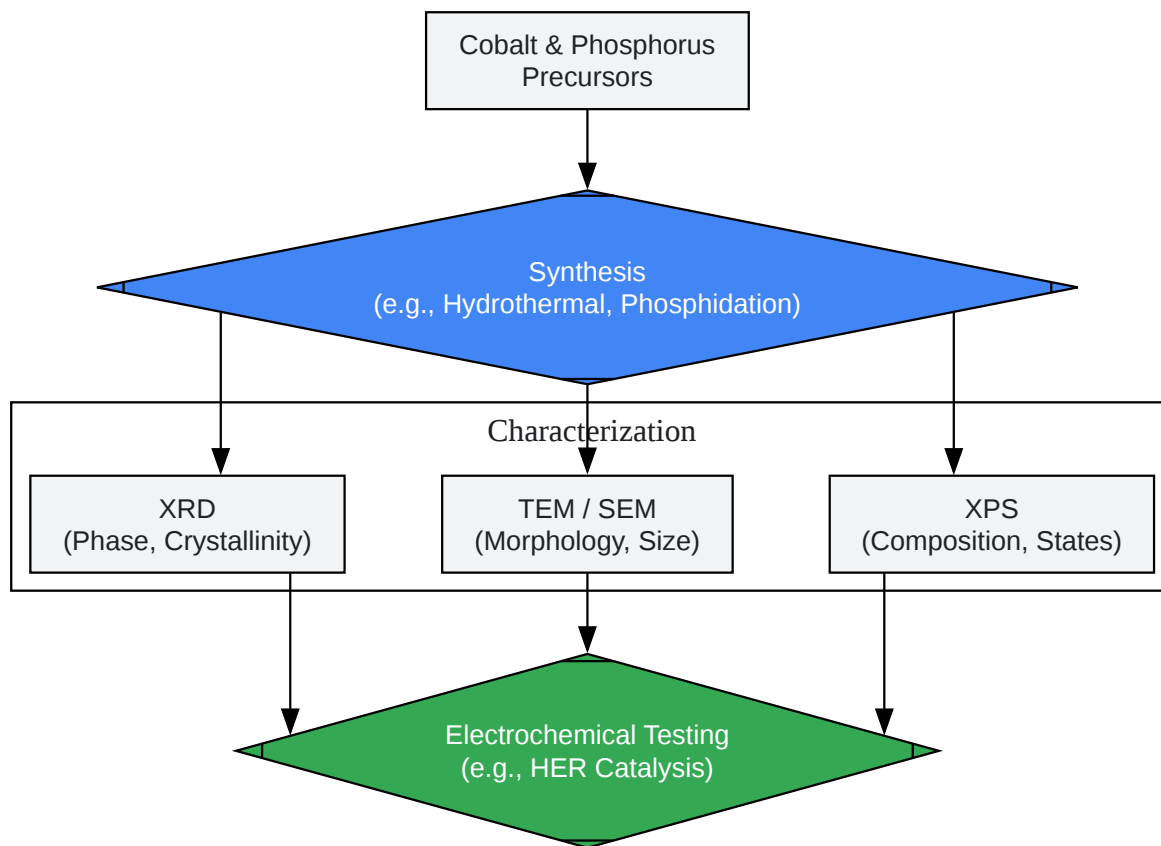 Cobalt & Phosphorus
Precursors
Synthesis
(e.g., Hydrothermal, Phosphidation)
Characterization
XRD
(Phase, Crystallinity)
TEM / SEM
(Morphology, Size)
XPS
(Composition, States)
Electrochemical Testing
(e.g., HER Catalysis)